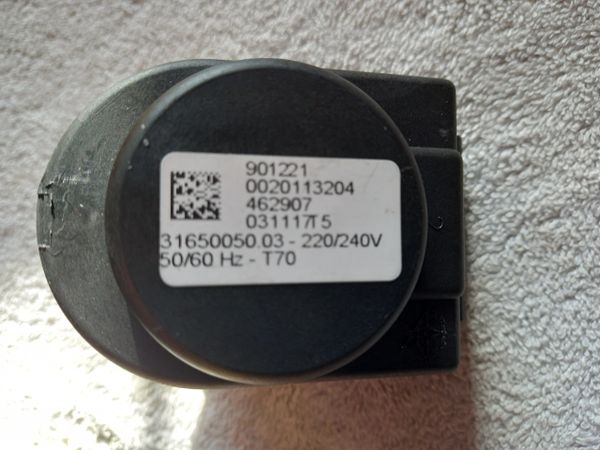 901221
0020113204
462907
031117T5
31650050.03 - 220/240V
50/60 Hz - T70